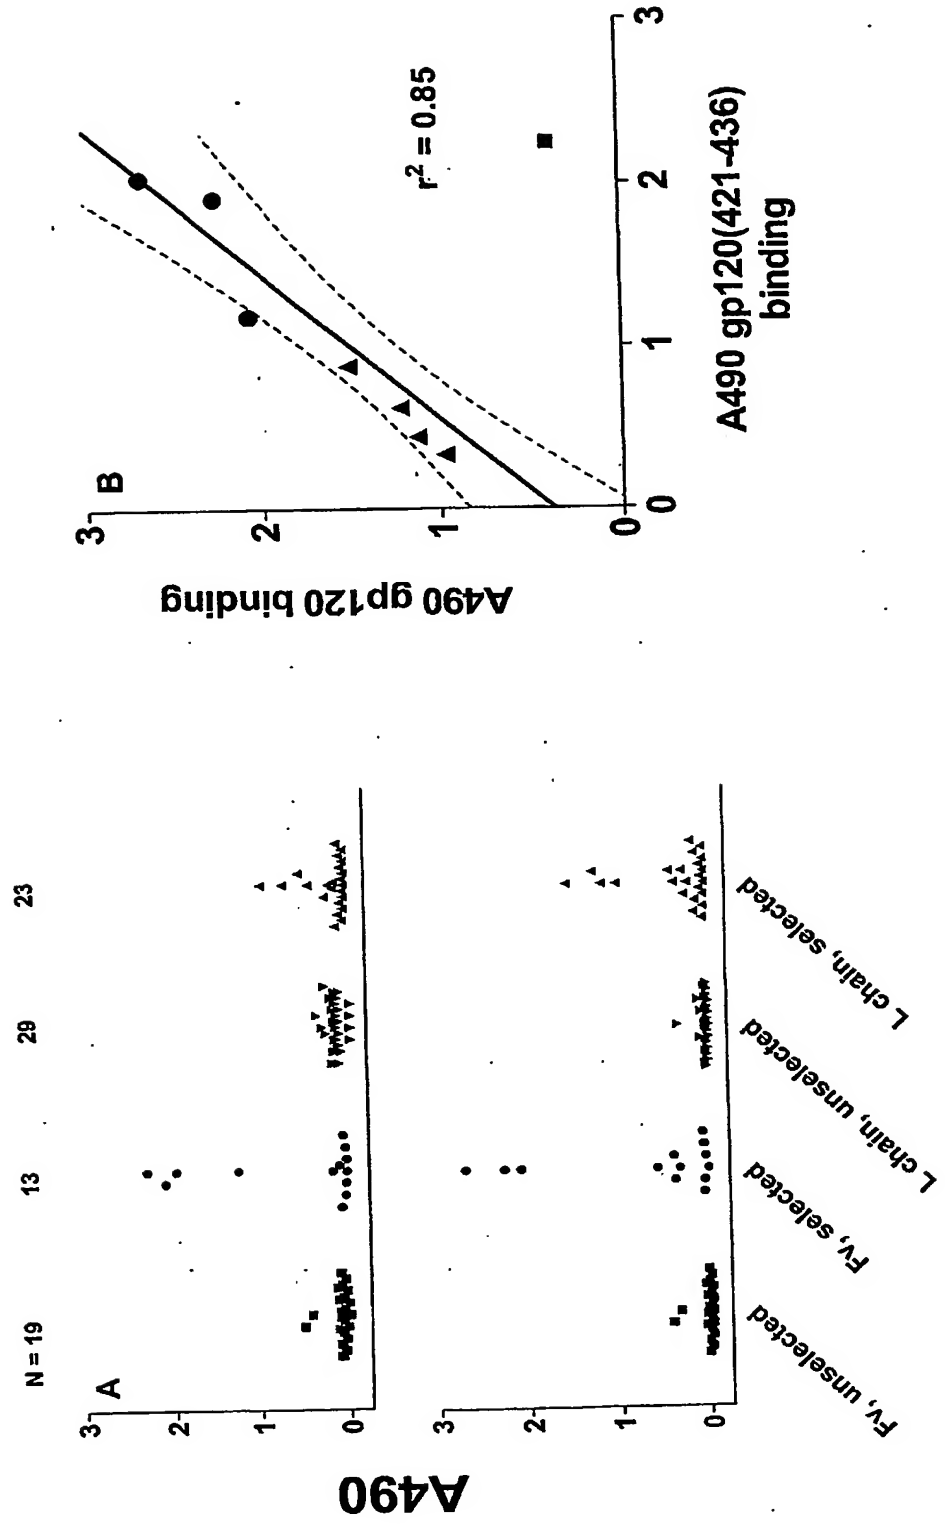 N = 19
13
29
23
A
3
2
1
0
3
2
1
0
A490
Fv, unselected
Fv, selected
L chain, unselected
L chain, selected
B
3
2
1
0
A490 gp120 binding
r² = 0.85
0
1
2
3
A490 gp120(421-436)
binding